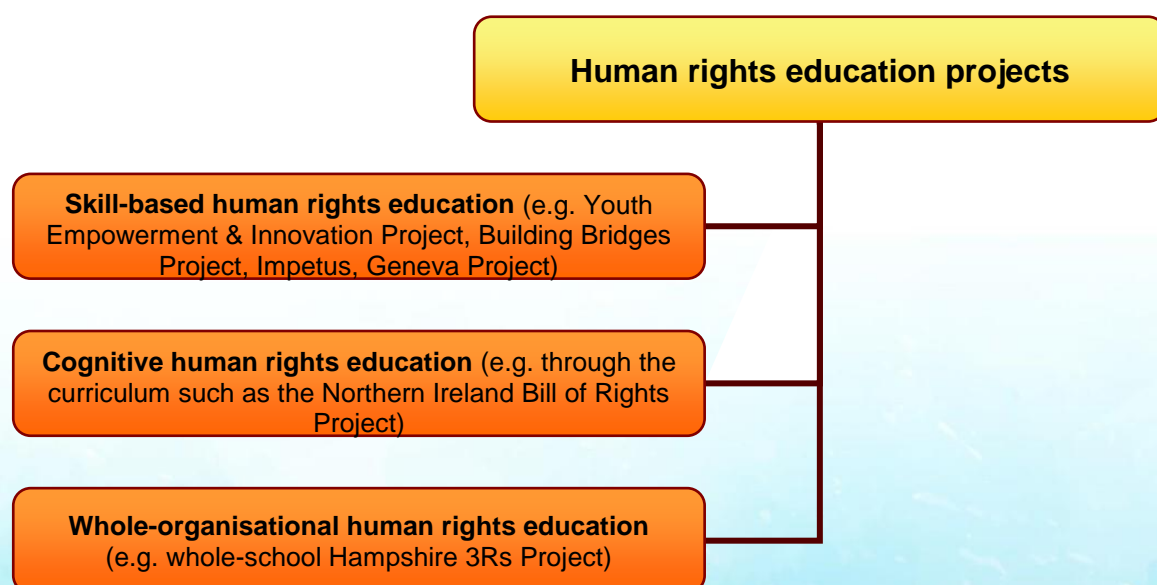 Human rights education projects
Skill-based human rights education (e.g. Youth
Empowerment & Innovation Project, Building Bridges
Project, Impetus, Geneva Project)
Cognitive human rights education (e.g. through the
curriculum such as the Northern Ireland Bill of Rights
Project)
Whole-organisational human rights education
(e.g. whole-school Hampshire 3Rs Project)